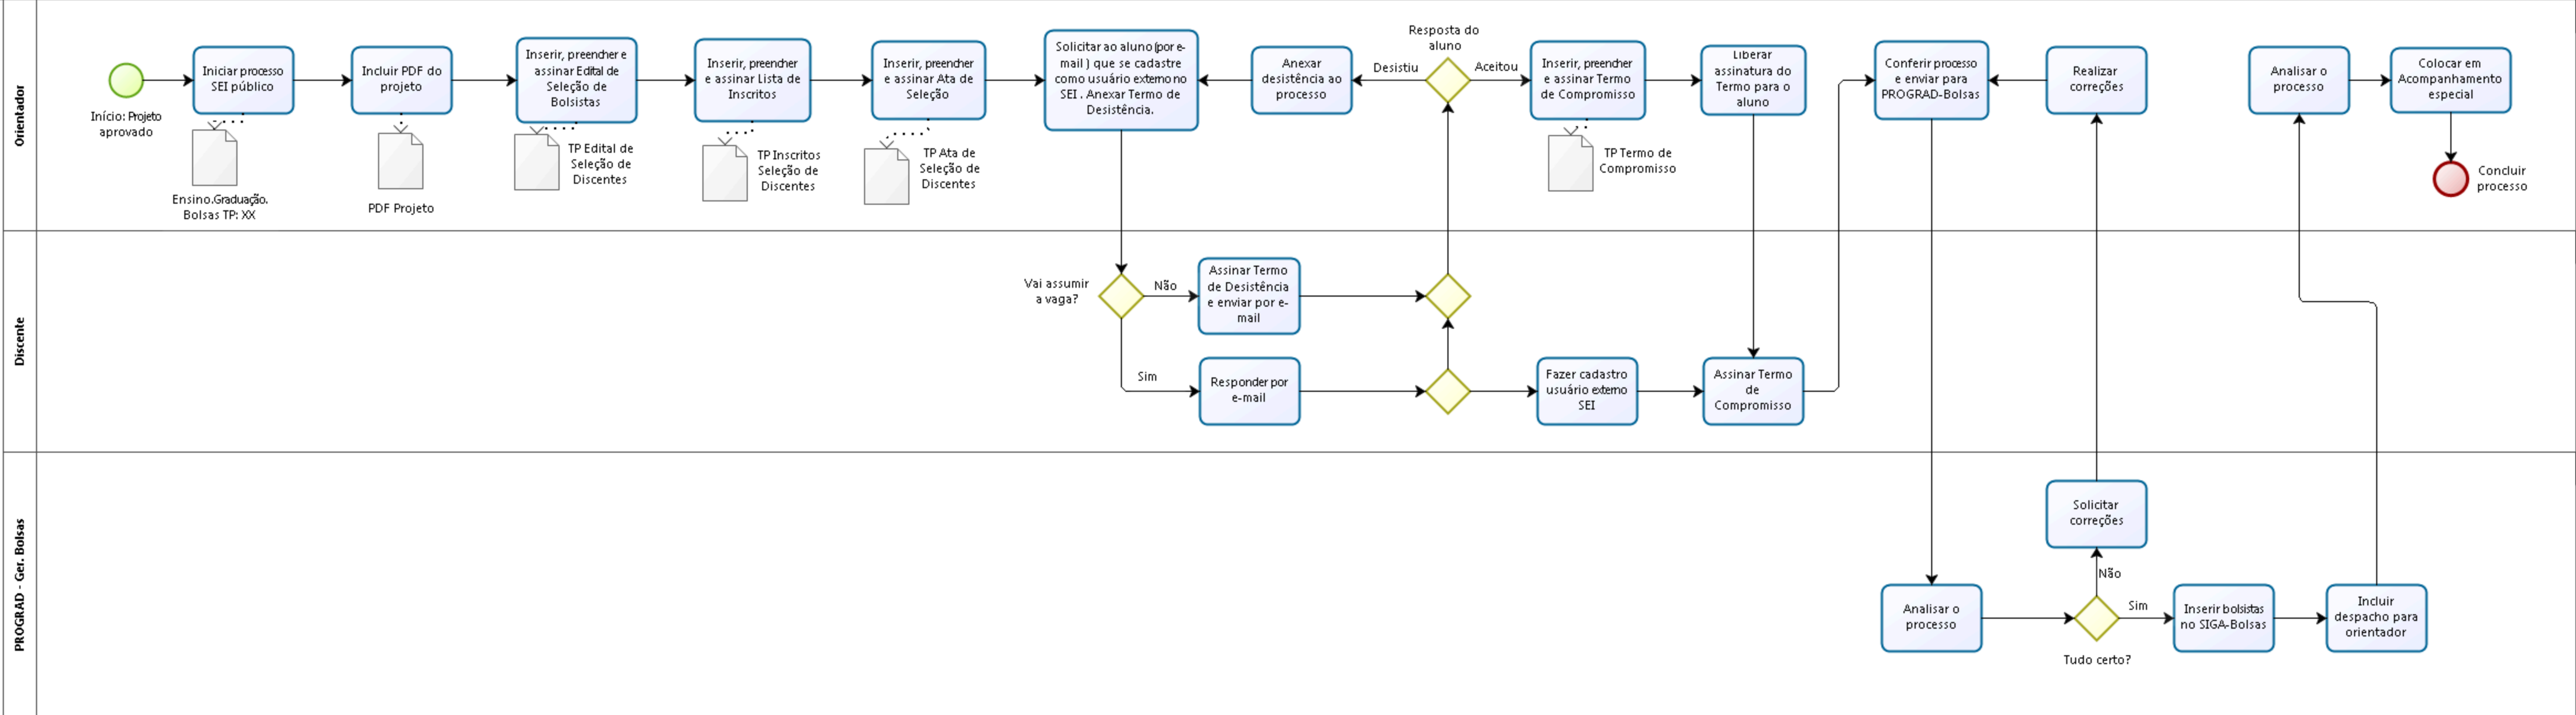 Orientador
Início: Projeto
aprovado
Iniciar processo
SEI público
Ensino.Graduação.
Bolsas TP: XX
Incluir PDF do
projeto
PDF Projeto
Inserir, preencher e
assinar Edital de
Seleção de
Bolsistas
TP Edital de
Seleção de
Discentes
Inserir, preencher
e assinar Lista de
Inscritos
TP Inscritos
Seleção de
Discentes
Inserir, preencher
e assinar Ata de
Seleção
TP Ata de
Seleção de
Discentes
Solicitar ao aluno (por e-
mail ) que se cadastre
como usuário externo no
SEI . Anexar Termo de
Desistência.
Anexar
desistência ao
processo
Desistiu
Resposta do
aluno
Aceitou
Inserir, preencher
e assinar Termo
de Compromisso
TP Termo de
Compromisso
Liberar
assinatura do
Termo para o
aluno
Conferir processo
e enviar para
PROGRAD-Bolsas
Realizar
correções
Analisar o
processo
Colocar em
Acompanhamento
especial
Concluir
processo
Discente
Vai assumir
a vaga?
Não
Assinar Termo
de Desistência
e enviar por e-
mail
Sim
Responder por
e-mail
Fazer cadastro
usuário externo
SEI
Assinar Termo
de
Compromisso
PROGRAD - Ger. Bolsas
Analisar o
processo
Solicitar
correções
Não
Tudo certo?
Sim
Inserir bolsistas
no SIGA-Bolsas
Incluir
despacho para
orientador